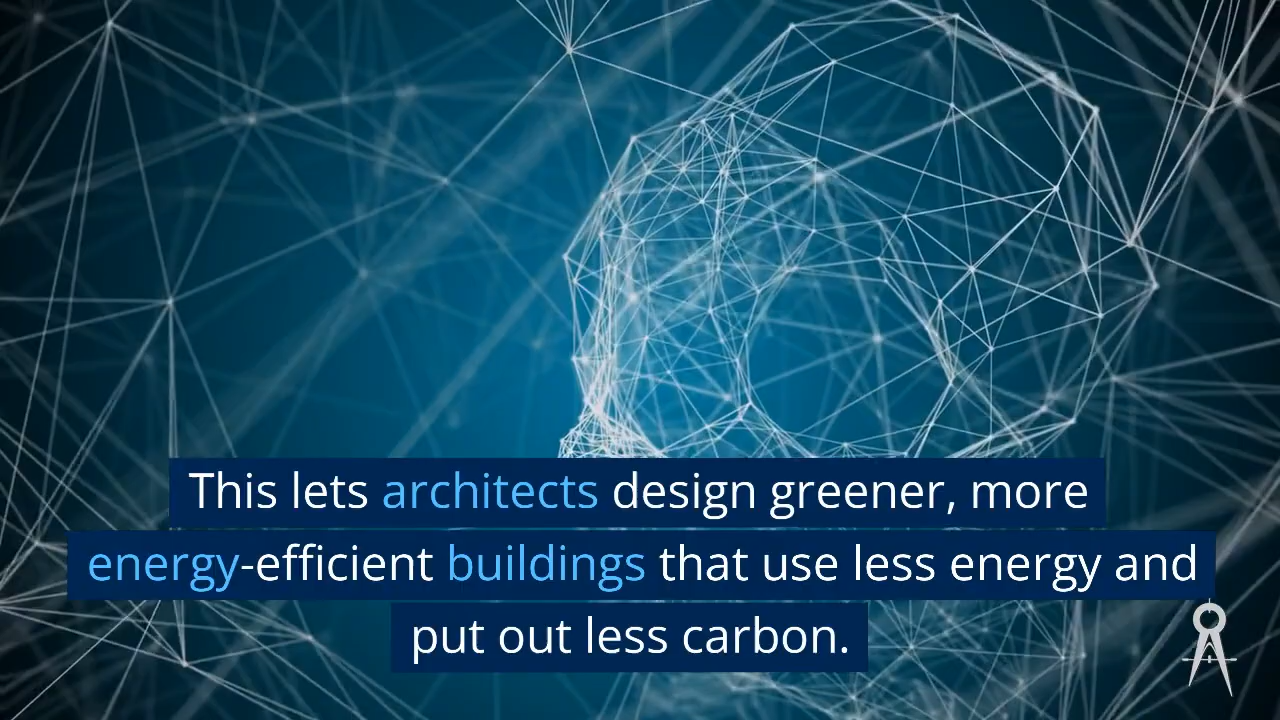 This lets architects design greener, more
energy-efficient buildings that use less energy and
put out less carbon.